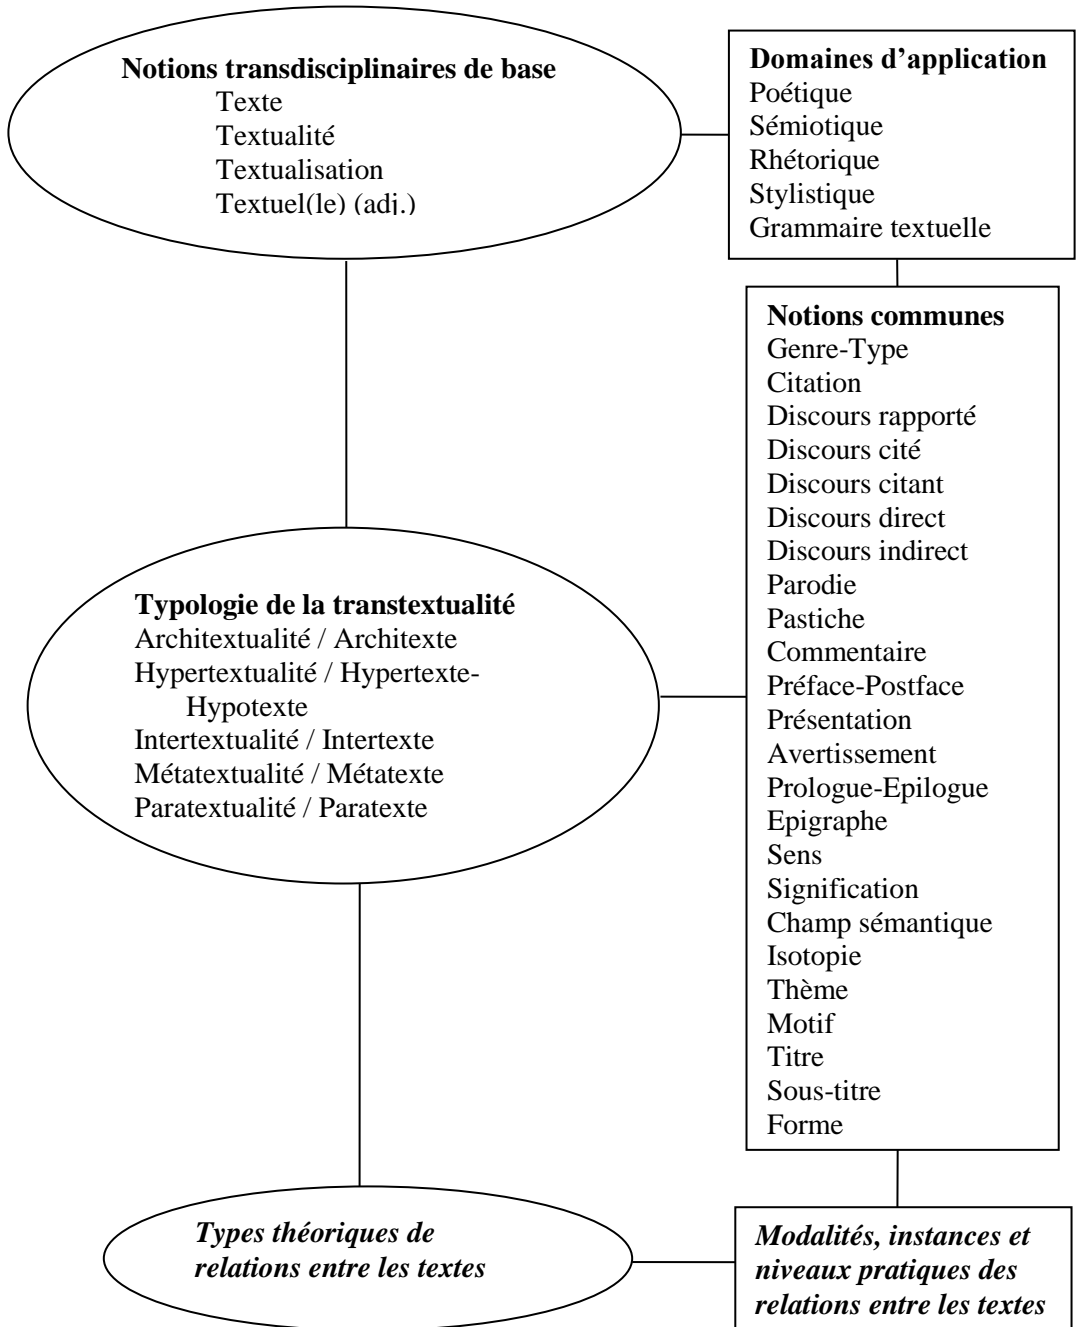 Notions transdisciplinaires de base
Texte
Textualité
Textualisation
Textuel(le) (adj.)
Domaines d’application
Poétique
Sémiotique
Rhétorique
Stylistique
Grammaire textuelle
Notions communes
Genre-Type
Citation
Discours rapporté
Discours cité
Discours citant
Discours direct
Discours indirect
Parodie
Pastiche
Commentaire
Préface-Postface
Présentation
Avertissement
Prologue-Epilogue
Epigraphe
Sens
Signification
Champ sémantique
Isotopie
Thème
Motif
Titre
Sous-titre
Forme
Typologie de la transtextualité
Architextualité / Architexte
Hypertextualité / Hypertexte-
Hypotexte
Intertextualité / Intertexte
Métatextualité / Métatexte
Paratextualité / Paratexte
Types théoriques de
relations entre les textes
Modalités, instances et
niveaux pratiques des
relations entre les textes